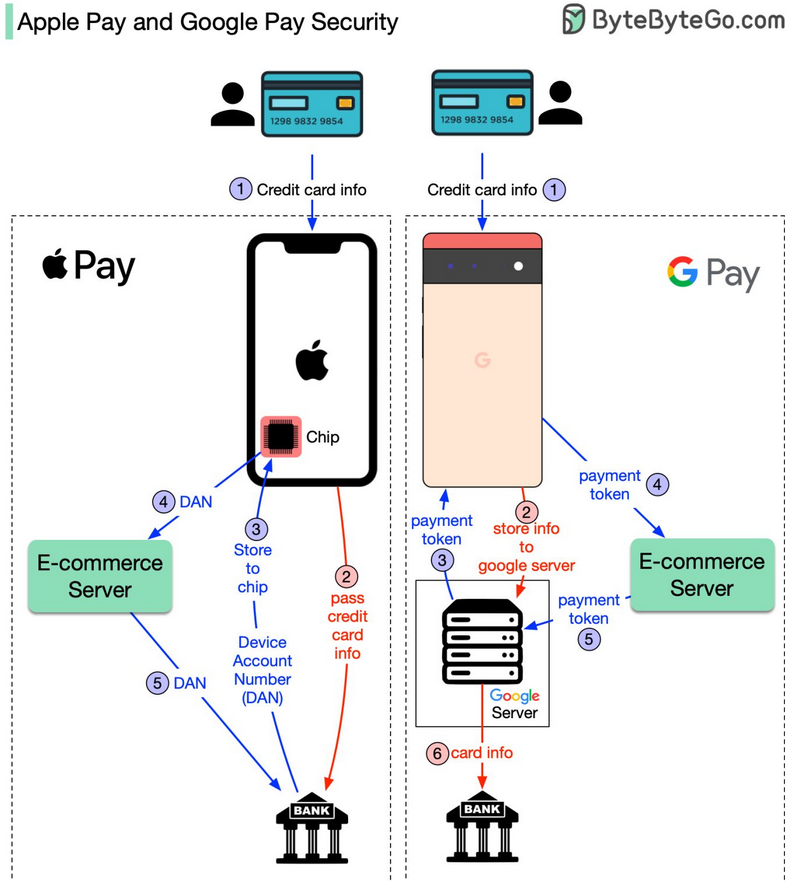 Apple Pay and Google Pay Security
ByteByteGo.com
1298 9832 9854
1298 9832 9854
1 Credit card info
Credit card info 1
Pay
G Pay
G
Chip
4 DAN
3
Store
to
chip
Device
Account
Number
(DAN)
2
pass
credit
card
info
E-commerce
Server
5 DAN
BANK
payment
token
4
payment
token
3
2
store info
to
google server
E-commerce
Server
payment
token
5
Google
Server
6 card info
BANK